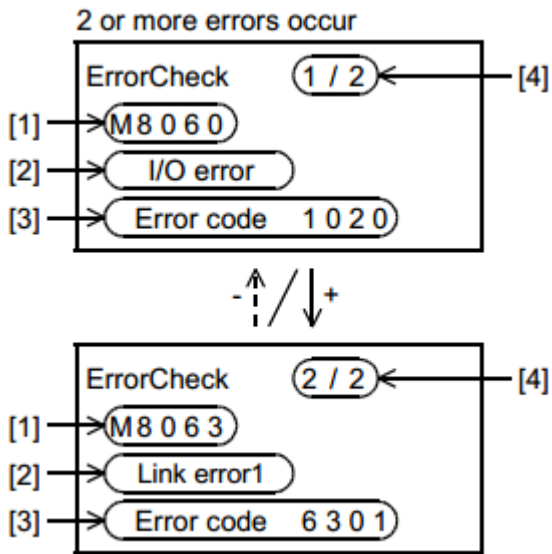 2 or more errors occur
ErrorCheck 1 / 2 [4]
[1] M8060
[2] I/O error
[3] Error code 1020
- / +
ErrorCheck 2 / 2 [4]
[1] M8063
[2] Link error1
[3] Error code 6301